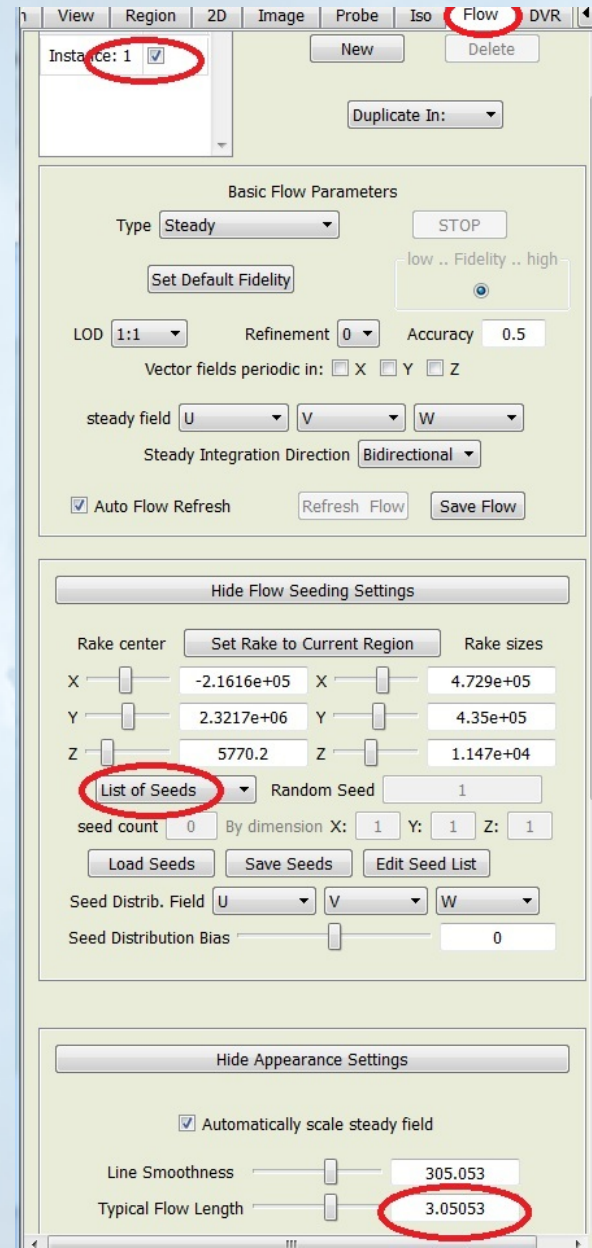 View Region 2D Image Probe Iso Flow DVR
Instance: 1 New Delete
Duplicate In:
Basic Flow Parameters
Type Steady STOP
low .. Fidelity .. high
Set Default Fidelity
LOD 1:1 Refinement 0 Accuracy 0.5
Vector fields periodic in: X Y Z
steady field U V W
Steady Integration Direction Bidirectional
Auto Flow Refresh Refresh Flow Save Flow
Hide Flow Seeding Settings
Rake center Set Rake to Current Region Rake sizes
X -2.1616e+05 X 4.729e+05
Y 2.3217e+06 Y 4.35e+05
Z 5770.2 Z 1.147e+04
List of Seeds Random Seed 1
seed count 0 By dimension X: 1 Y: 1 Z: 1
Load Seeds Save Seeds Edit Seed List
Seed Distrib. Field U V W
Seed Distribution Bias 0
Hide Appearance Settings
Automatically scale steady field
Line Smoothness 305.053
Typical Flow Length 3.05053